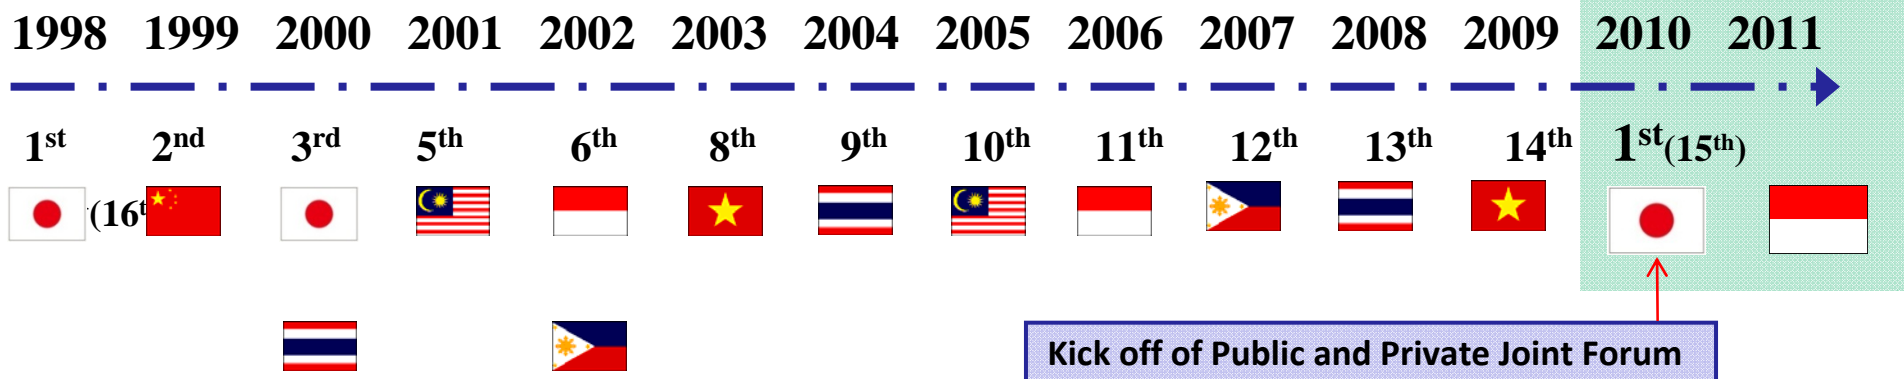 1998 1999 2000 2001 2002 2003 2004 2005 2006 2007 2008 2009 2010 2011
1st 2nd 3rd 5th 6th 8th 9th 10th 11th 12th 13th 14th 1st(15th)
(16t
Kick off of Public and Private Joint Forum